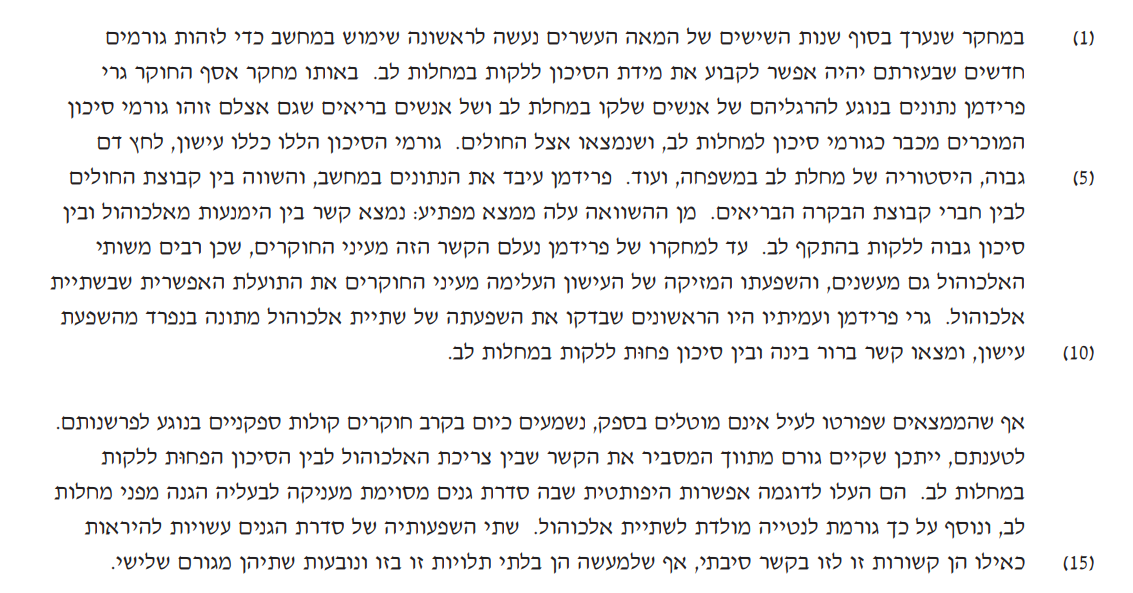 (1) במחקר שנערך בסוף שנות השישים של המאה העשרים נעשה לראשונה שימוש במחשב כדי לזהות גורמים
חדשים שבעזרתם יהיה אפשר לקבוע את מידת הסיכון ללקות במחלות לב. באותו מחקר אסף החוקר גרי
פרידמן נתונים בנוגע להרגליהם של אנשים שלקו במחלת לב ושל אנשים בריאים שגם אצלם זוהו גורמי סיכון
המוכרים מכבר כגורמי סיכון למחלות לב, ושנמצאו אצל החולים. גורמי הסיכון הללו כללו עישון, לחץ דם
(5) גבוה, היסטוריה של מחלת לב במשפחה, ועוד. פרידמן עיבד את הנתונים במחשב, והשווה בין קבוצת החולים
לבין חברי קבוצת הבקרה הבריאים. מן ההשוואה עלה ממצא מפתיע: נמצא קשר בין הימנעות מאלכוהול ובין
סיכון גבוה ללקות בהתקף לב. עד למחקרו של פרידמן נעלם הקשר הזה מעיני החוקרים, שכן רבים משותי
האלכוהול גם מעשנים, והשפעתו המזיקה של העישון העלימה מעיני החוקרים את התועלת האפשרית שבשתיית
אלכוהול. גרי פרידמן ועמיתיו היו הראשונים שבדקו את השפעתה של שתיית אלכוהול מתונה בנפרד מהשפעת
(10) עישון, ומצאו קשר ברור בינה ובין סיכון פחוּת ללקות במחלות לב.
אף שהממצאים שפורטו לעיל אינם מוטלים בספק, נשמעים כיום בקרב חוקרים קולות ספקניים בנוגע לפרשנותם.
לטענתם, ייתכן שקיים גורם מתווך המסביר את הקשר שבין צריכת האלכוהול לבין הסיכון הפחוּת ללקות
במחלות לב. הם העלו לדוגמה אפשרות היפותטית שבה סדרת גנים מסוימת מעניקה לבעליה הגנה מפני מחלות
לב, ונוסף על כך גורמת לנטייה מולדת לשתיית אלכוהול. שתי השפעותיה של סדרת הגנים עשויות להיראות
(15) כאילו הן קשורות זו לזו בקשר סיבתי, אף שלמעשה הן בלתי תלויות זו בזו ונובעות שתיהן מגורם שלישי.